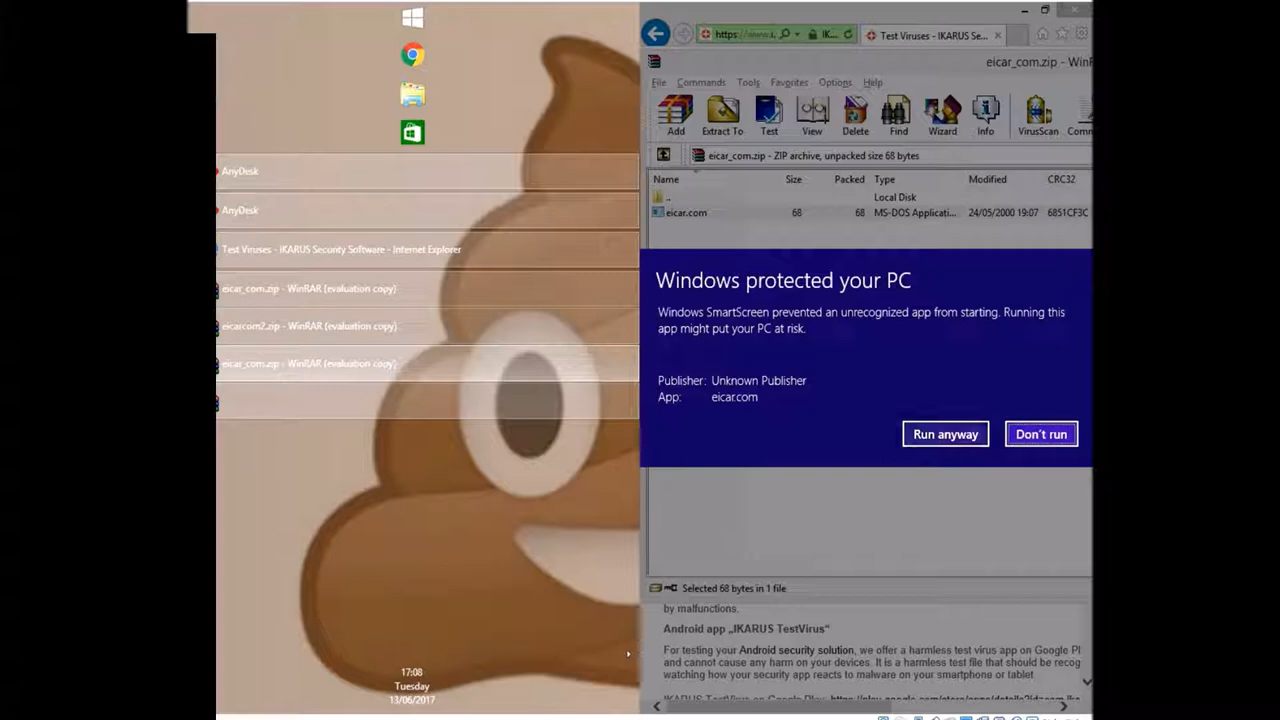 AnyDesk
AnyDesk
Test Viruses - IKARUS Security Software - Internet Explorer
eicar_com.zip - WinRAR (evaluation copy)
eicarcom2.zip - WinRAR (evaluation copy)
eicar_com.zip - WinRAR (evaluation copy)
17:08
Tuesday
13/06/2017
https://www.i. IK... Test Viruses - IKARUS Se...
eicar_com.zip - WinR
File Commands Tools Favorites Options Help
Add Extract To Test View Delete Find Wizard Info VirusScan Comm
eicar_com.zip - ZIP archive, unpacked size 68 bytes
Name Size Packed Type Modified CRC32
.. Local Disk
eicar.com 68 68 MS-DOS Applicati... 24/05/2000 19:07 6851CF3C
Windows protected your PC
Windows SmartScreen prevented an unrecognized app from starting. Running this
app might put your PC at risk.
Publisher: Unknown Publisher
App: eicar.com
Run anyway Don't run
Selected 68 bytes in 1 file
by malfunctions.
Android app „IKARUS TestVirus"
For testing your Android security solution, we offer a harmless test virus app on Google Pl
and cannot cause any harm on your devices. It is a harmless test file that should be recog
watching how your security app reacts to malware on your smartphone or tablet